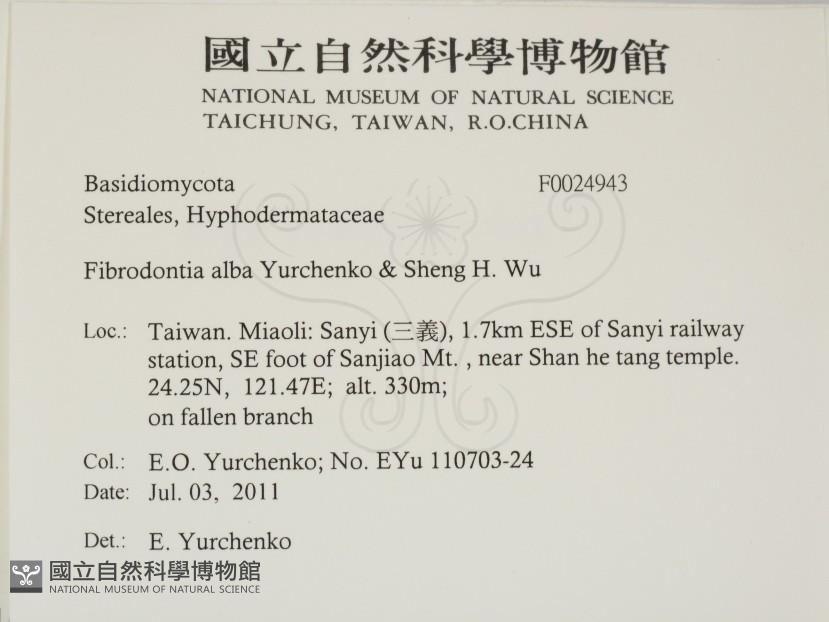 國立自然科學博物館
NATIONAL MUSEUM OF NATURAL SCIENCE
TAICHUNG, TAIWAN, R.O.CHINA
Basidiomycota F0024943
Stereales, Hyphodermataceae
Fibrodontia alba Yurchenko & Sheng H. Wu
Loc.: Taiwan. Miaoli: Sanyi (三義), 1.7km ESE of Sanyi railway
station, SE foot of Sanjiao Mt. , near Shan he tang temple.
24.25N, 121.47E; alt. 330m;
on fallen branch
Col.: E.O. Yurchenko; No. EYu 110703-24
Date: Jul. 03, 2011
Det.: E. Yurchenko
國立自然科學博物館
NATIONAL MUSEUM OF NATURAL SCIENCE